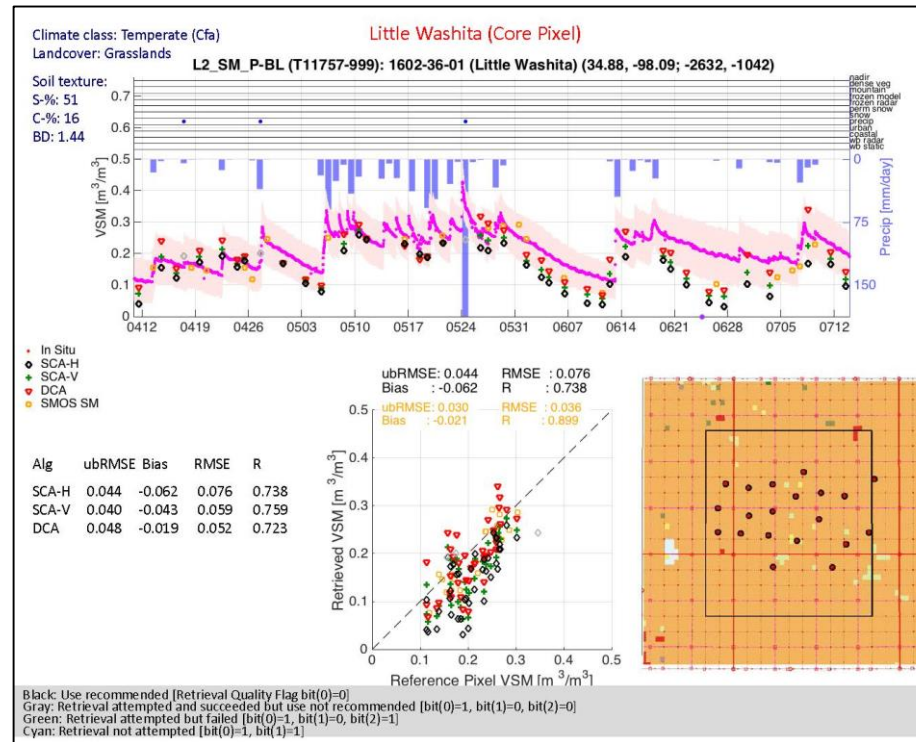 Little Washita (Core Pixel)
Climate class: Temperate (Cfa)
Landcover: Grasslands
L2_SM_P-BL (T11757-999): 1602-36-01 (Little Washita) (34.88, -98.09; -2632, -1042)
Soil texture:
S-%: 51
C-%: 16
BD: 1.44
nadir
dense veg
mountain
frozen model
frozen radar
perm snow
snow
precip
urban
coastal
wb radar
wb static
0.7
0.6
0.5
0.4
0.3
0.2
0.1
0
VSM [m³/m³]
0
75
150
Precip [mm/day]
0412 0419 0426 0503 0510 0517 0524 0531 0607 0614 0621 0628 0705 0712
In Situ
SCA-H
SCA-V
DCA
SMOS SM
ubRMSE: 0.044 RMSE : 0.076
Bias : -0.062 R : 0.738
ubRMSE: 0.030 RMSE : 0.036
Bias : -0.021 R : 0.899
Alg ubRMSE Bias RMSE R
SCA-H 0.044 -0.062 0.076 0.738
SCA-V 0.040 -0.043 0.059 0.759
DCA 0.048 -0.019 0.052 0.723
0.5
0.4
0.3
0.2
0.1
0
Retrieved VSM [m³/m³]
0 0.1 0.2 0.3 0.4 0.5
Reference Pixel VSM [m³/m³]
Black: Use recommended [Retrieval Quality Flag bit(0)=0]
Gray: Retrieval attempted and succeeded but use not recommended [bit(0)=1, bit(1)=0, bit(2)=0]
Green: Retrieval attempted but failed [bit(0)=1, bit(1)=0, bit(2)=1]
Cyan: Retrieval not attempted [bit(0)=1, bit(1)=1]